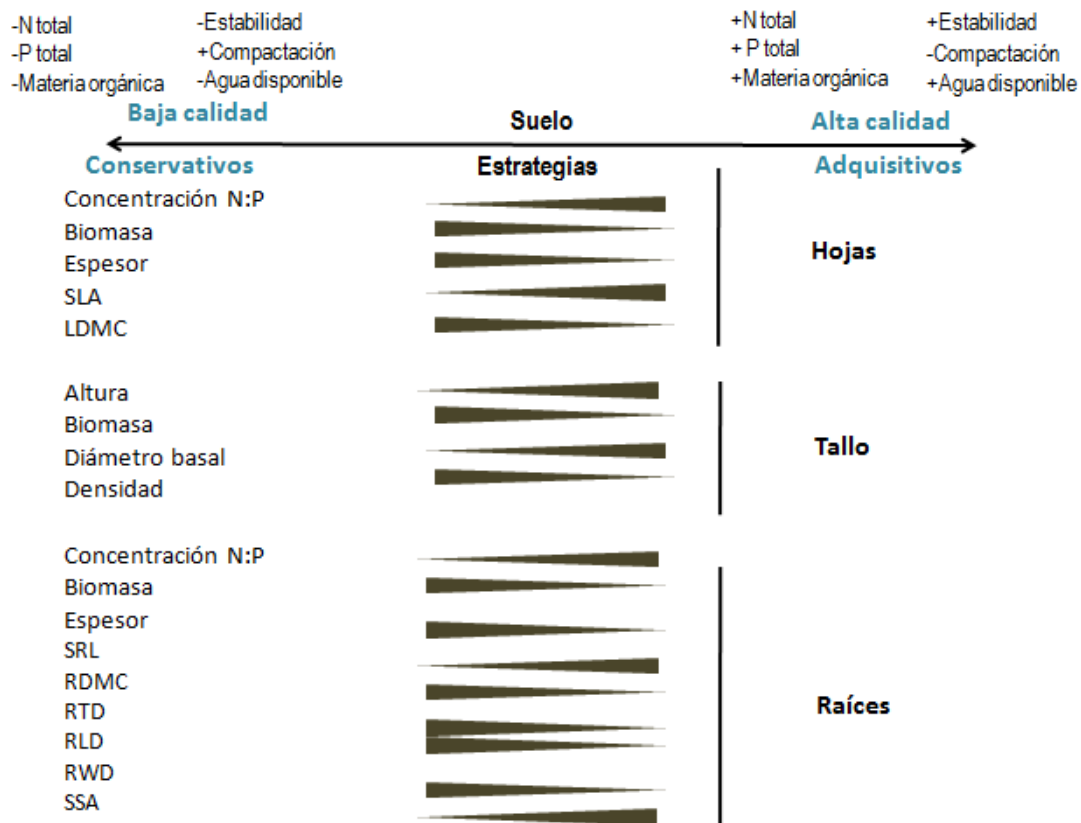 -N total
-P total
-Materia orgánica
-Estabilidad
+Compactación
-Agua disponible
+N total
+ P total
+Materia orgánica
+Estabilidad
-Compactación
+Agua disponible
Baja calidad
Suelo
Alta calidad
Conservativos
Estrategias
Adquisitivos
Concentración N:P
Biomasa
Espesor
SLA
LDMC
Hojas
Altura
Biomasa
Diámetro basal
Densidad
Tallo
Concentración N:P
Biomasa
Espesor
SRL
RDMC
RTD
RLD
RWD
SSA
Raíces